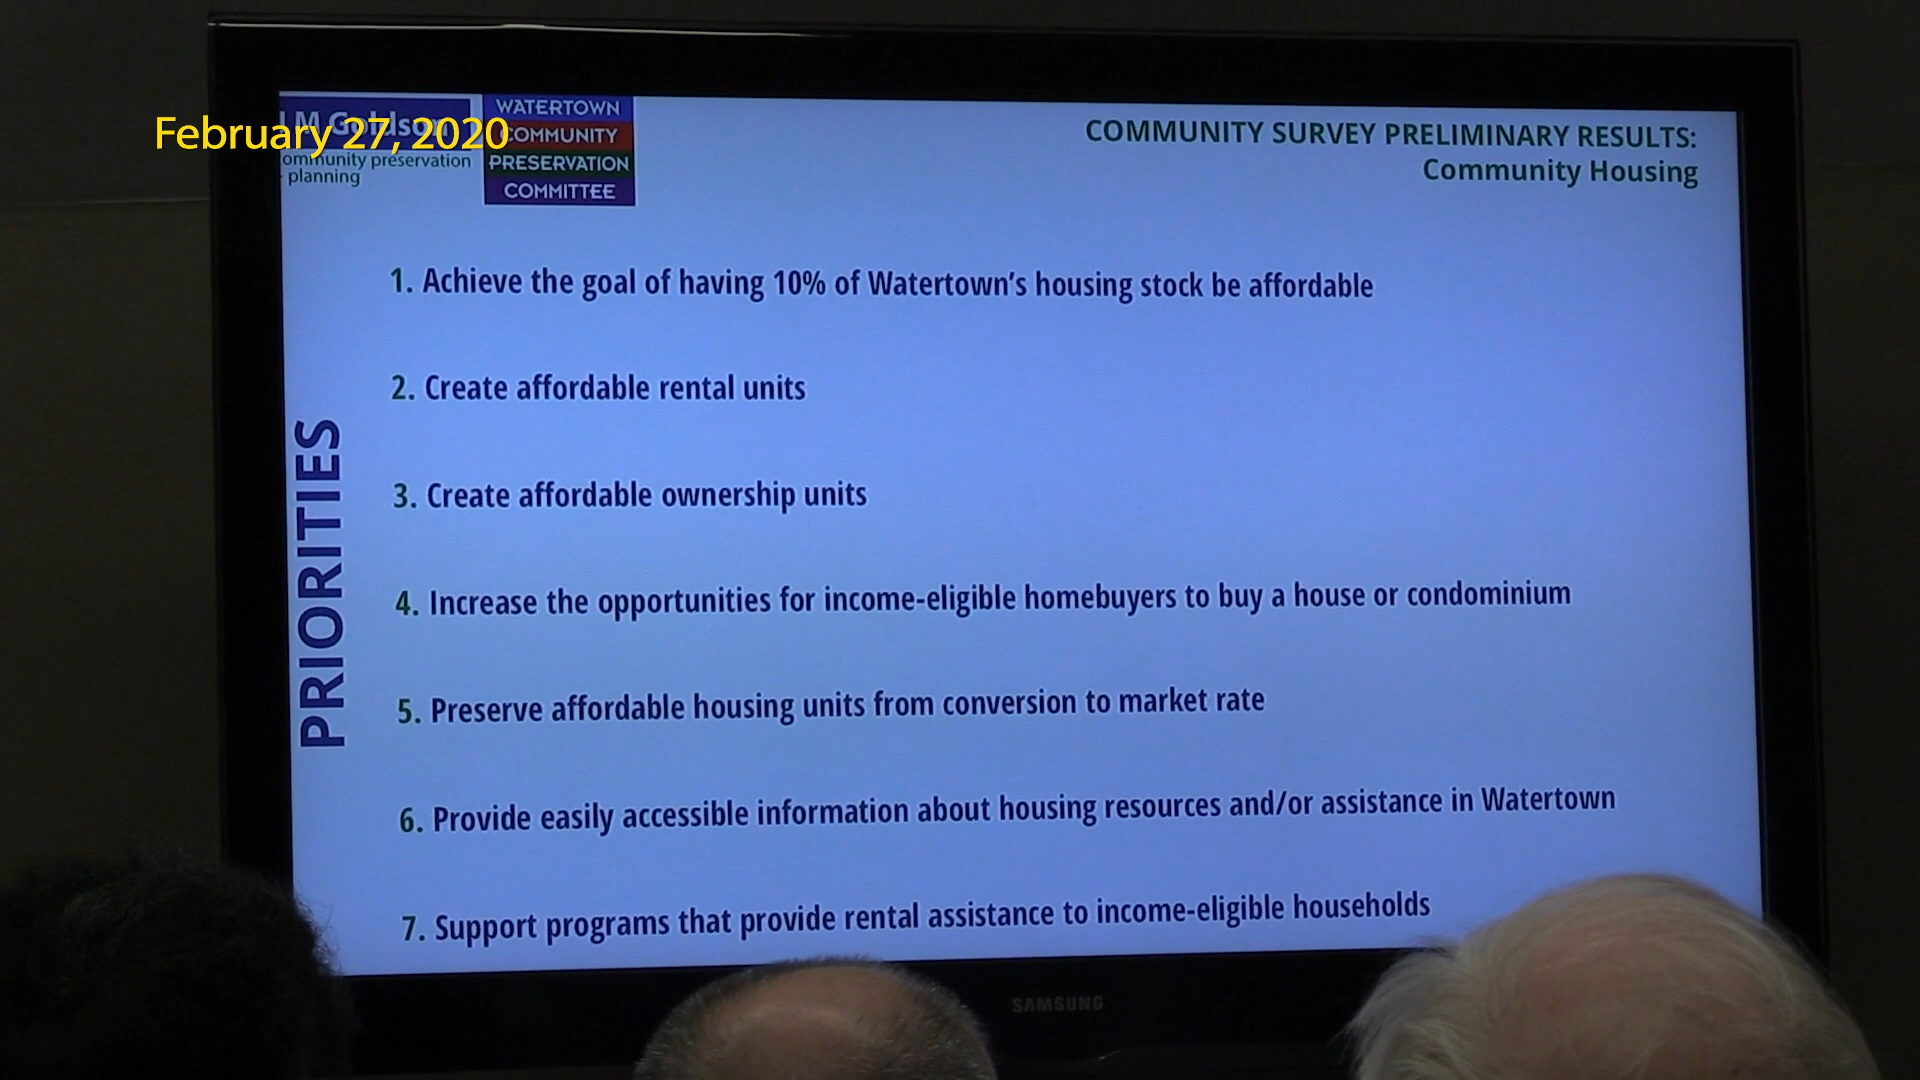 February 27, 2020
JM Goldson
community preservation
planning
WATERTOWN
COMMUNITY
PRESERVATION
COMMITTEE
COMMUNITY SURVEY PRELIMINARY RESULTS:
Community Housing
PRIORITIES
1. Achieve the goal of having 10% of Watertown’s housing stock be affordable
2. Create affordable rental units
3. Create affordable ownership units
4. Increase the opportunities for income-eligible homebuyers to buy a house or condominium
5. Preserve affordable housing units from conversion to market rate
6. Provide easily accessible information about housing resources and/or assistance in Watertown
7. Support programs that provide rental assistance to income-eligible households
SAMSUNG